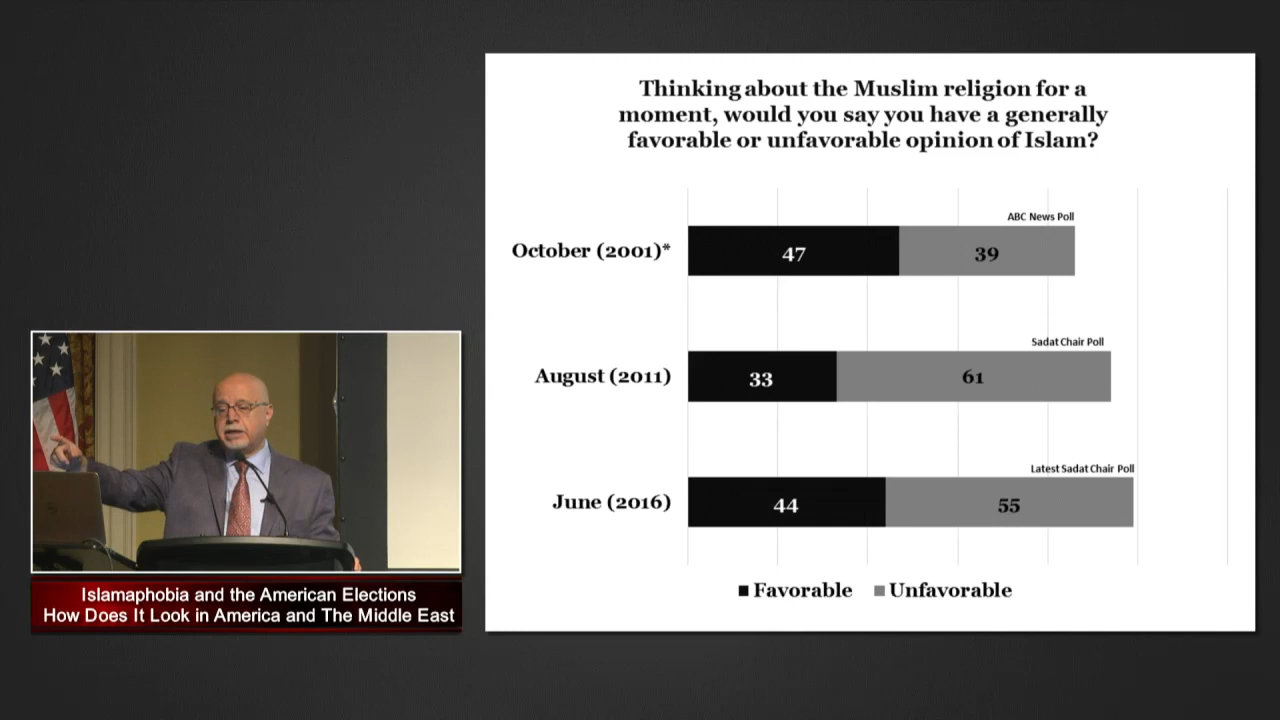 Thinking about the Muslim religion for a
moment, would you say you have a generally
favorable or unfavorable opinion of Islam?
ABC News Poll
October (2001)* 47 39
Sadat Chair Poll
August (2011) 33 61
Latest Sadat Chair Poll
June (2016) 44 55
Favorable Unfavorable
Islamaphobia and the American Elections
How Does It Look in America and The Middle East